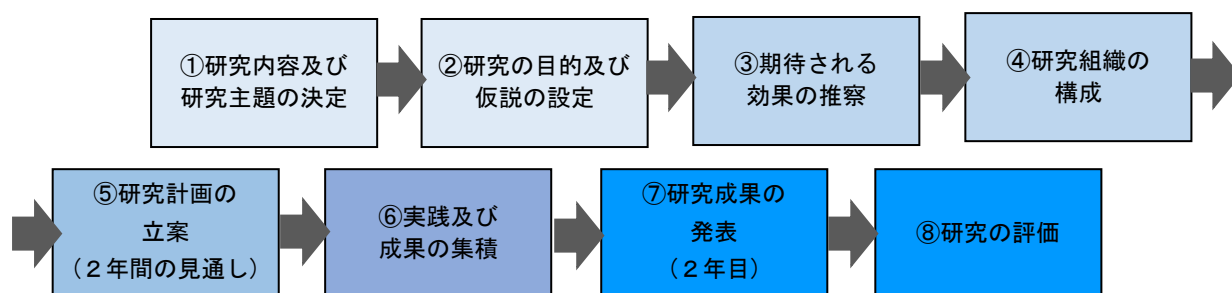 ①研究内容及び
研究主題の決定
②研究の目的及び
仮説の設定
③期待される
効果の推察
④研究組織の
構成
⑤研究計画の
立案
（２年間の見通し）
⑥実践及び
成果の集積
⑦研究成果の
発表
（２年目）
⑧研究の評価